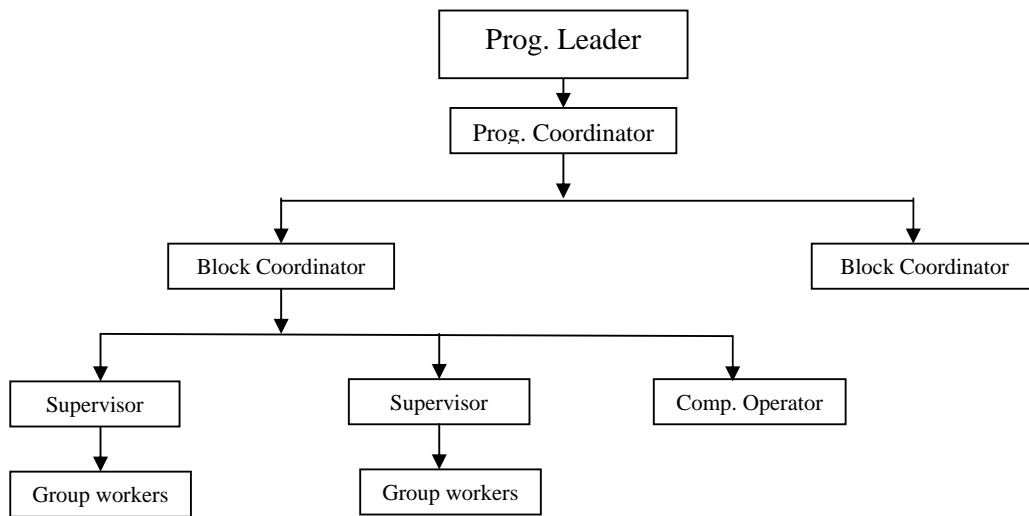 Prog. Leader
Prog. Coordinator
Block Coordinator
Block Coordinator
Supervisor
Supervisor
Comp. Operator
Group workers
Group workers